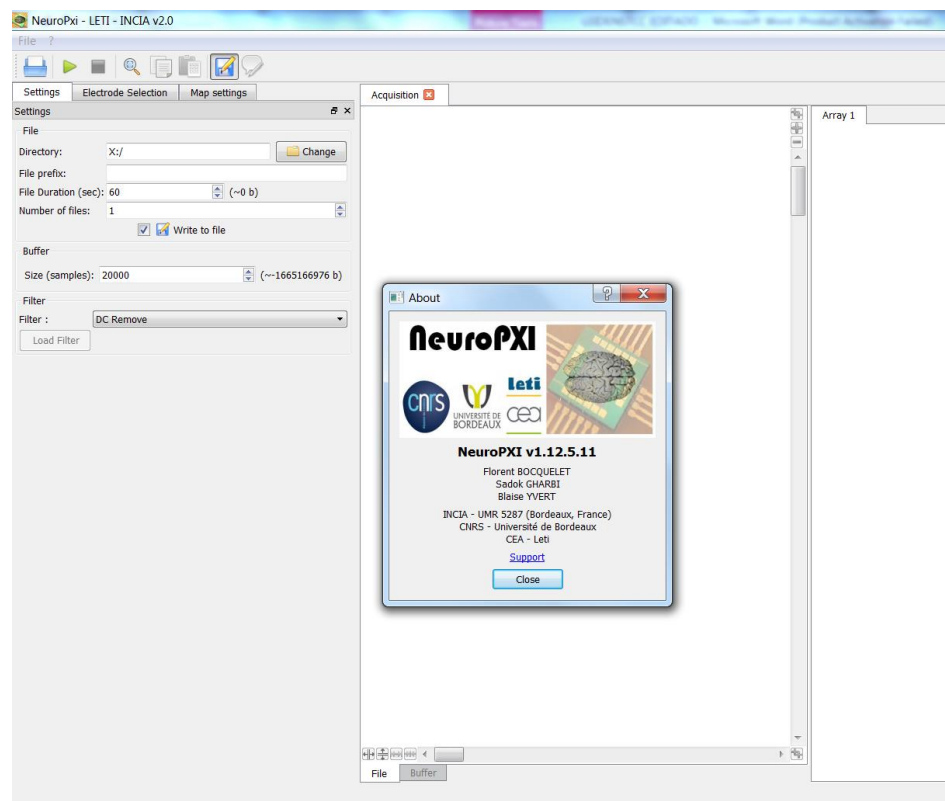 NeuroPxi - LETI - INCIA v2.0
File ?
Settings Electrode Selection Map settings
Settings
File
Directory: X:/ Change
File prefix:
File Duration (sec): 60 (~0 b)
Number of files: 1
Write to file
Buffer
Size (samples): 20000 (~-1665166976 b)
Filter
Filter : DC Remove
Load Filter
Acquisition
Array 1
About
NeuroPXI
cnrs
UNIVERSITÉ DE
BORDEAUX
leti
cea
NeuroPXI v1.12.5.11
Florent BOCQUELET
Sadok GHARBI
Blaise YVERT
INCIA - UMR 5287 (Bordeaux, France)
CNRS - Université de Bordeaux
CEA - Leti
Support
Close
File Buffer